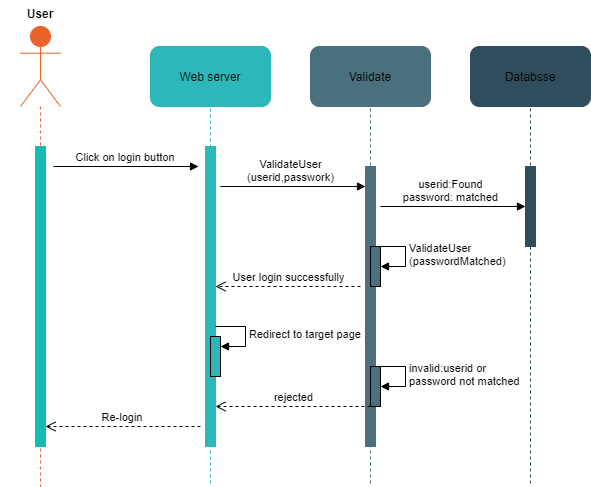 User
Web server
Validate
Databsse
Click on login button
ValidateUser
(userid,passwork)
userid:Found
password: matched
ValidateUser
(passwordMatched)
User login successfully
Redirect to target page
invalid:userid or
password not matched
rejected
Re-login